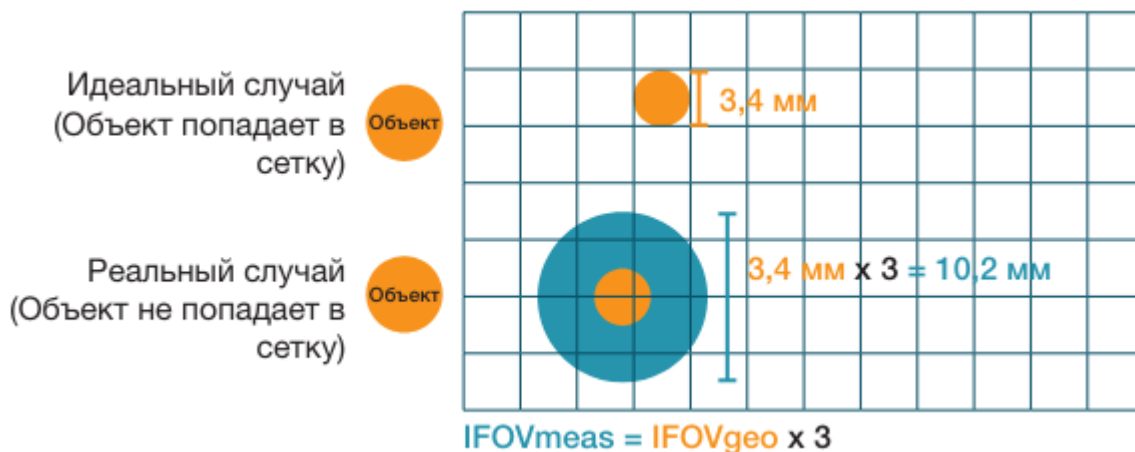 Идеальный случай
(Объект попадает в
сетку)
Объект
3,4 мм
Реальный случай
(Объект не попадает в
сетку)
Объект
3,4 мм x 3 = 10,2 мм
IFOVmeas = IFOVgeo x 3